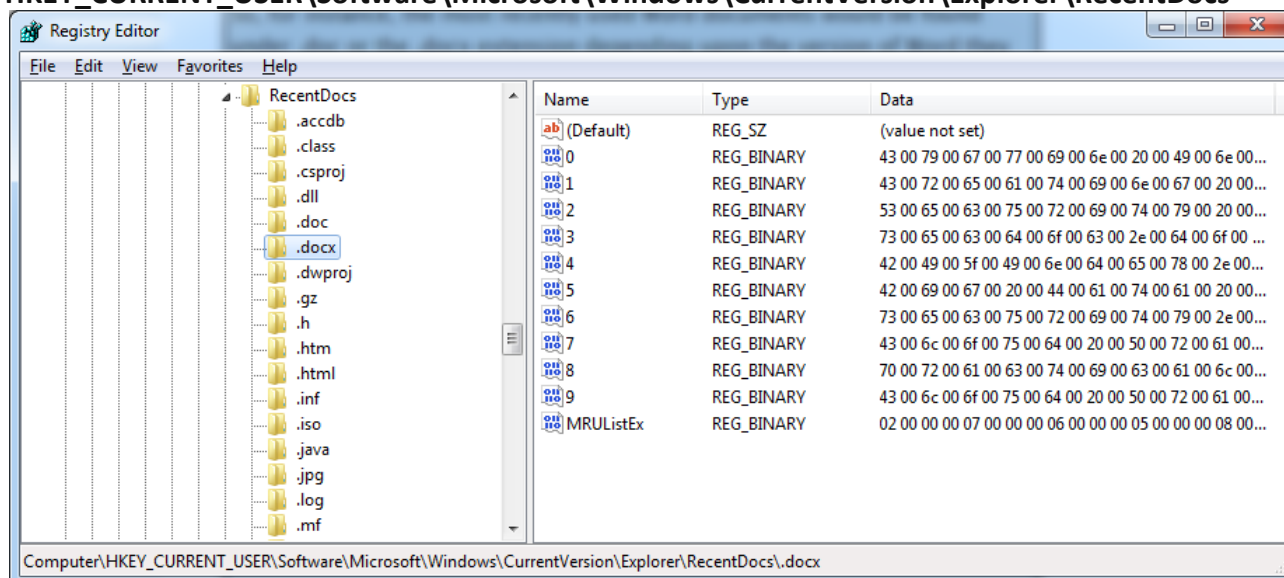 HKEY_CURRENT_USER\Software\Microsoft\Windows\CurrentVersion\Explorer\RecentDocs
Registry Editor
File Edit View Favorites Help
RecentDocs
.accdb
.class
.csproj
.dll
.doc
.docx
.dwproj
.gz
.h
.htm
.html
.inf
.iso
.java
.jpg
.log
.mf
Name Type Data
(Default) REG_SZ (value not set)
0 REG_BINARY 43 00 79 00 67 00 77 00 69 00 6e 00 20 00 49 00 6e 00...
1 REG_BINARY 43 00 72 00 65 00 61 00 74 00 69 00 6e 00 67 00 20 00...
2 REG_BINARY 53 00 65 00 63 00 75 00 72 00 69 00 74 00 79 00 20 00...
3 REG_BINARY 73 00 65 00 63 00 64 00 6f 00 63 00 2e 00 64 00 6f 00 ...
4 REG_BINARY 42 00 49 00 5f 00 49 00 6e 00 64 00 65 00 78 00 2e 00...
5 REG_BINARY 42 00 69 00 67 00 20 00 44 00 61 00 74 00 61 00 20 00...
6 REG_BINARY 73 00 65 00 63 00 75 00 72 00 69 00 74 00 79 00 2e 00...
7 REG_BINARY 43 00 6c 00 6f 00 75 00 64 00 20 00 50 00 72 00 61 00...
8 REG_BINARY 70 00 72 00 61 00 63 00 74 00 69 00 63 00 61 00 6c 00...
9 REG_BINARY 43 00 6c 00 6f 00 75 00 64 00 20 00 50 00 72 00 61 00...
MRUListEx REG_BINARY 02 00 00 00 07 00 00 00 06 00 00 00 05 00 00 00 08 00...
Computer\HKEY_CURRENT_USER\Software\Microsoft\Windows\CurrentVersion\Explorer\RecentDocs\.docx